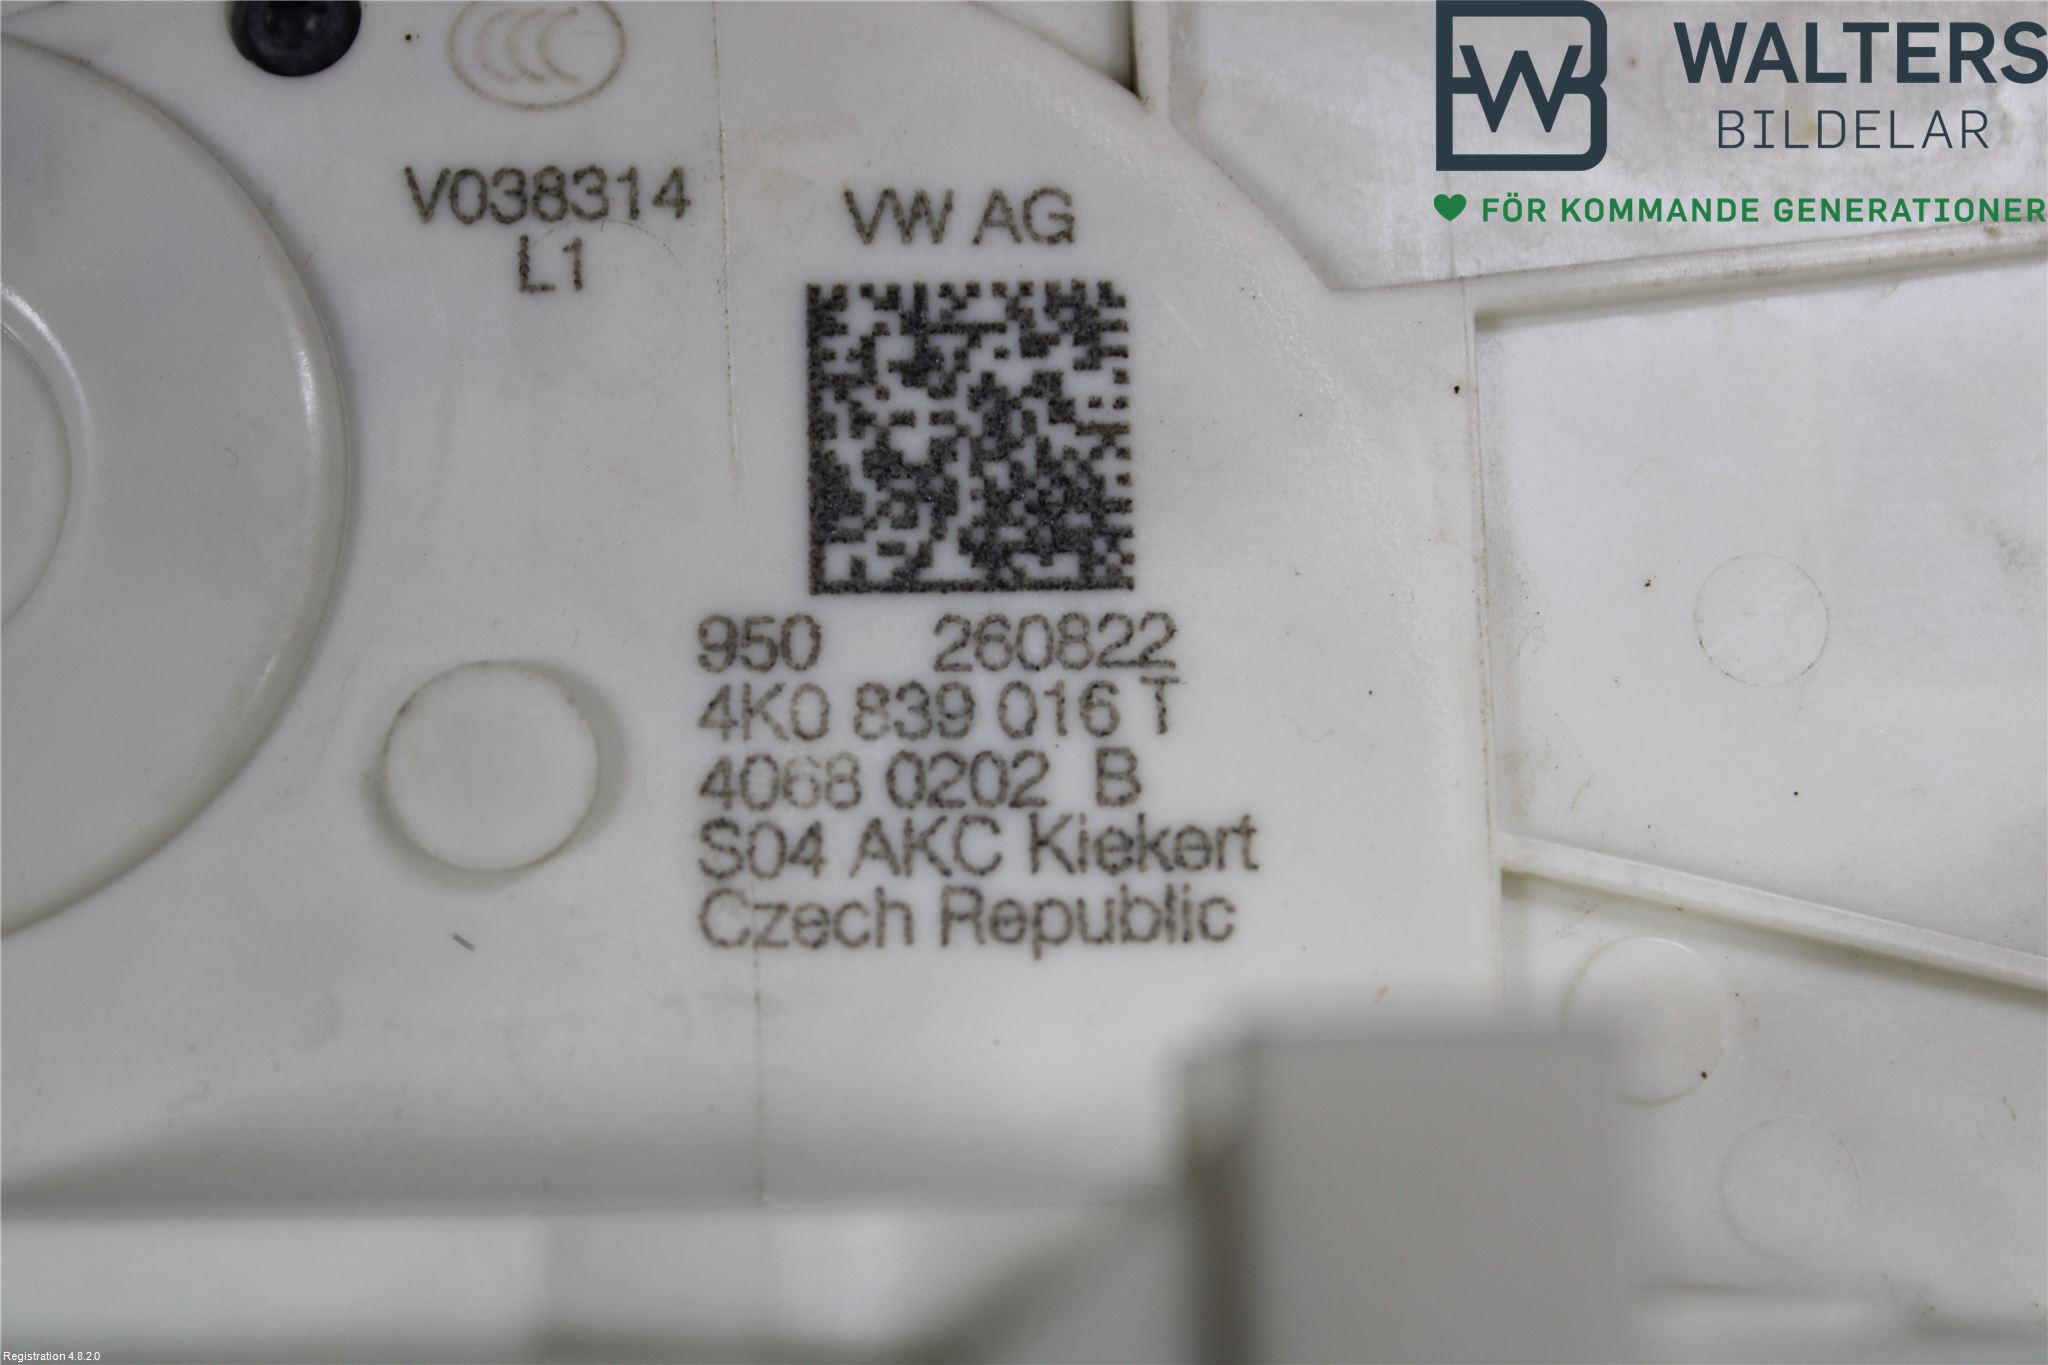 WALTERS
BILDELAR
FÖR KOMMANDE GENERATIONER
V038314
L1
VW AG
950 260822
4K0 839 016 T
4068 0202 B
S04 AKC Kiekert
Czech Republic
Registration 4.8.2.0